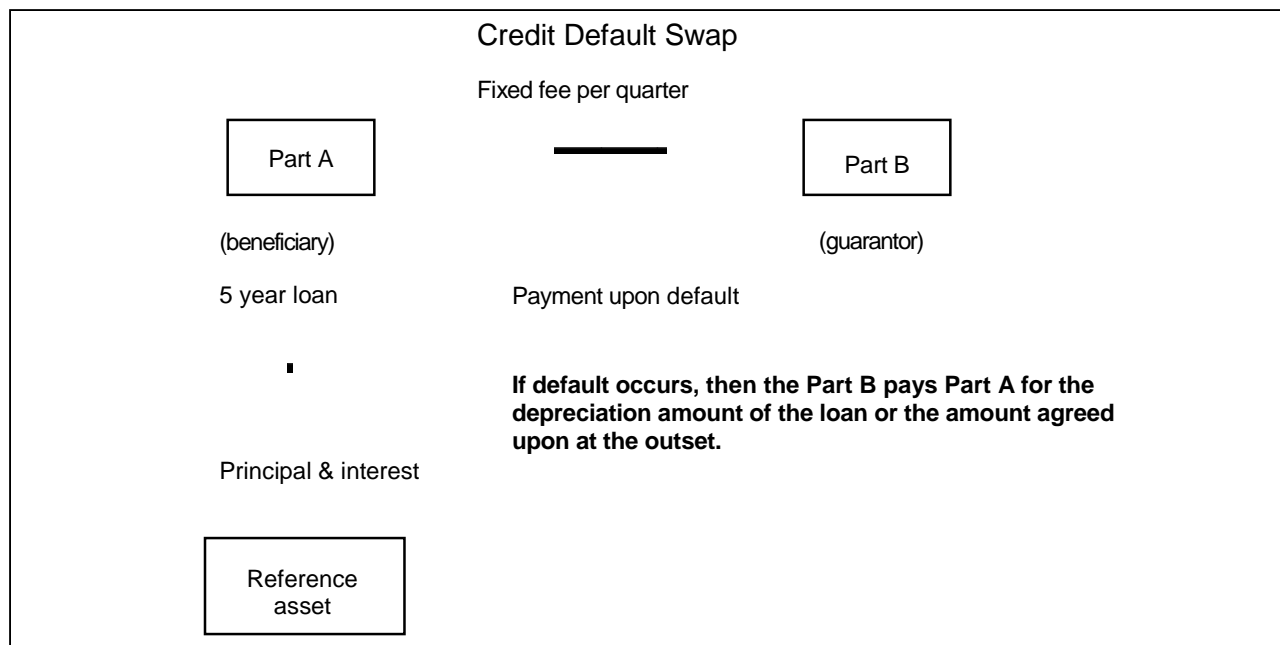 Credit Default Swap
Fixed fee per quarter
Part A
Part B
(beneficiary)
(guarantor)
5 year loan
Payment upon default
If default occurs, then the Part B pays Part A for the
depreciation amount of the loan or the amount agreed
upon at the outset.
Principal & interest
Reference
asset